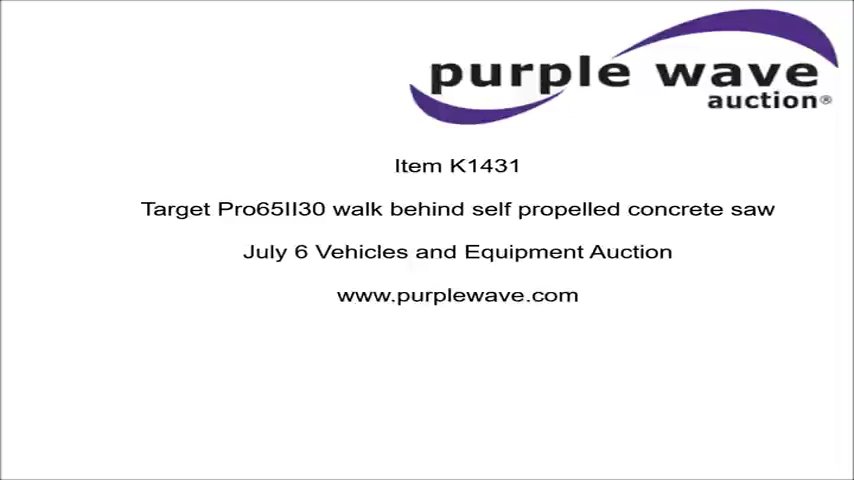 purple wave
auction®
Item K1431
Target Pro65II30 walk behind self propelled concrete saw
July 6 Vehicles and Equipment Auction
www.purplewave.com